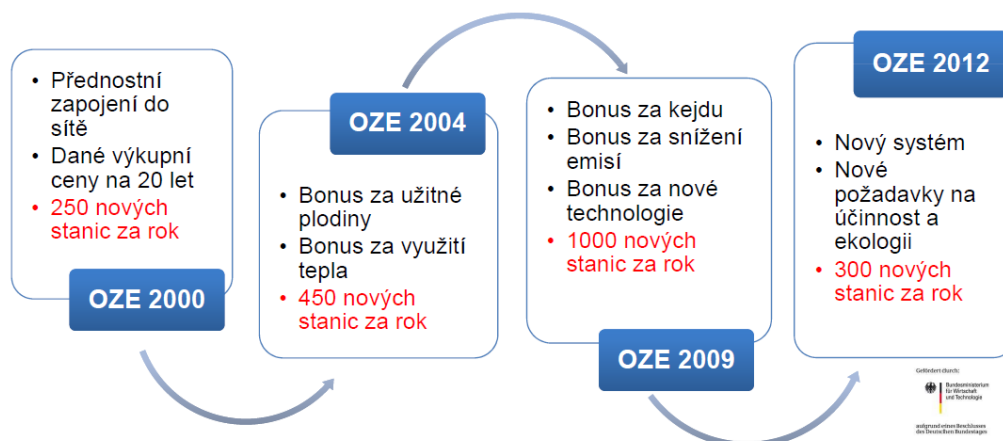 • Přednostní
zapojení do
sítě
• Dané výkupní
ceny na 20 let
• 250 nových
stanic za rok
OZE 2000
OZE 2004
• Bonus za užitné
plodiny
• Bonus za využití
tepla
• 450 nových
stanic za rok
• Bonus za kejdu
• Bonus za snížení
emisí
• Bonus za nové
technologie
• 1000 nových
stanic za rok
OZE 2009
OZE 2012
• Nový systém
• Nové
požadavky na
účinnost a
ekologii
• 300 nových
stanic za rok
Gefördert durch:
Bundesministerium
für Wirtschaft
und Technologie
aufgrund eines Beschlusses
des Deutschen Bundestages